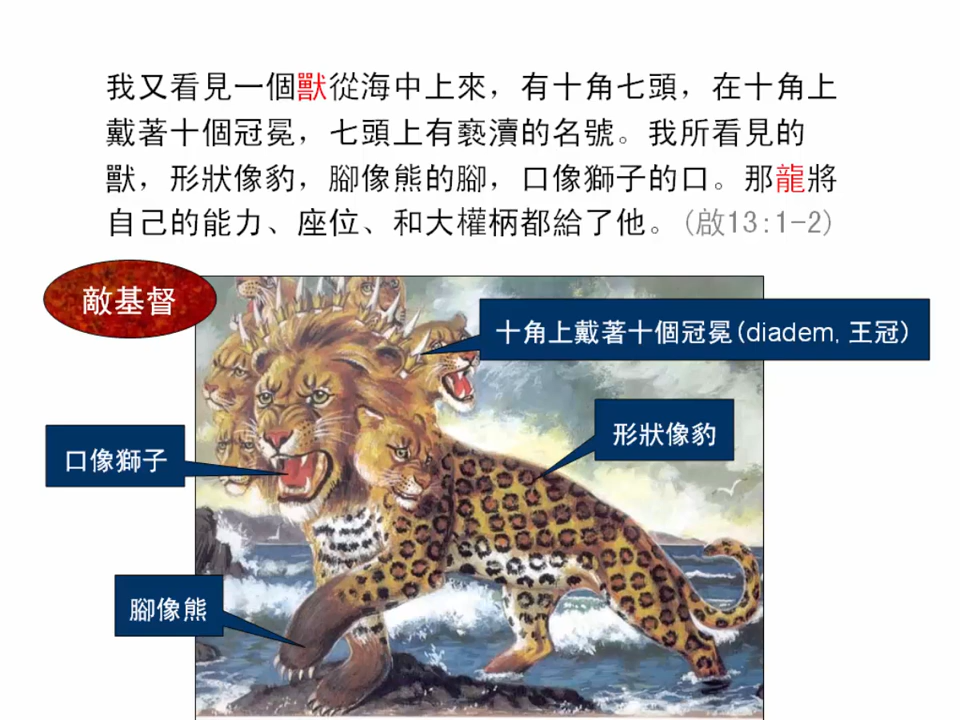 我又看見一個獸從海中上來，有十角七頭，在十角上
戴著十個冠冕，七頭上有褻瀆的名號。我所看見的
獸，形狀像豹，腳像熊的腳，口像獅子的口。那龍將
自己的能力、座位、和大權柄都給了他。(啟13:1-2)
敵基督
十角上戴著十個冠冕(diadem, 王冠)
形狀像豹
口像獅子
腳像熊